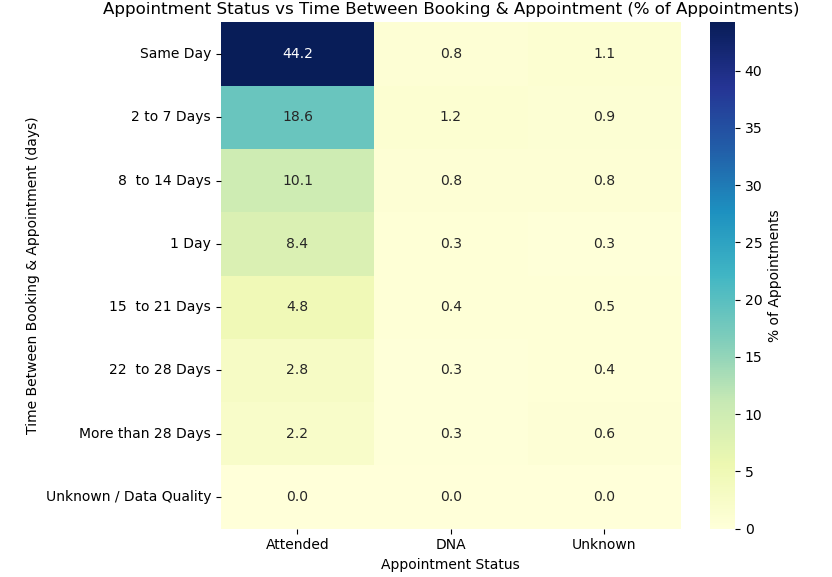 Appointment Status vs Time Between Booking & Appointment (% of Appointments)
Time Between Booking & Appointment (days)
Same Day 44.2 0.8 1.1
2 to 7 Days 18.6 1.2 0.9
8  to 14 Days 10.1 0.8 0.8
1 Day 8.4 0.3 0.3
15  to 21 Days 4.8 0.4 0.5
22  to 28 Days 2.8 0.3 0.4
More than 28 Days 2.2 0.3 0.6
Unknown / Data Quality 0.0 0.0 0.0
Attended DNA Unknown
Appointment Status
40
35
30
25
20
15
10
5
0
% of Appointments